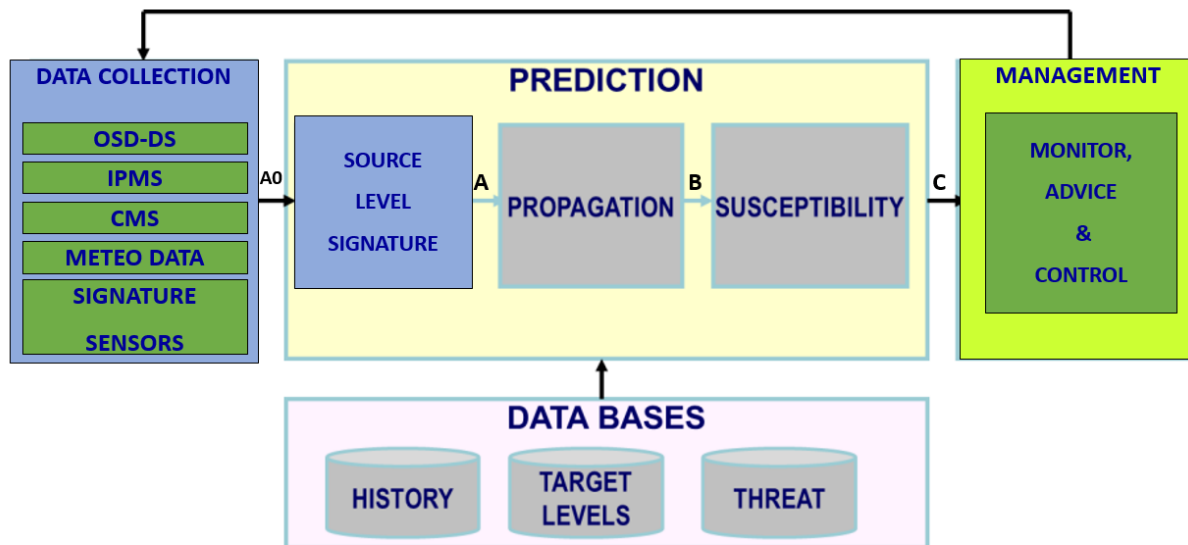 DATA COLLECTION
OSD-DS
IPMS
CMS
METEO DATA
SIGNATURE
SENSORS
A0
PREDICTION
SOURCE
LEVEL
SIGNATURE
A
PROPAGATION
B
SUSCEPTIBILITY
C
MANAGEMENT
MONITOR,
ADVICE
&
CONTROL
DATA BASES
HISTORY
TARGET
LEVELS
THREAT